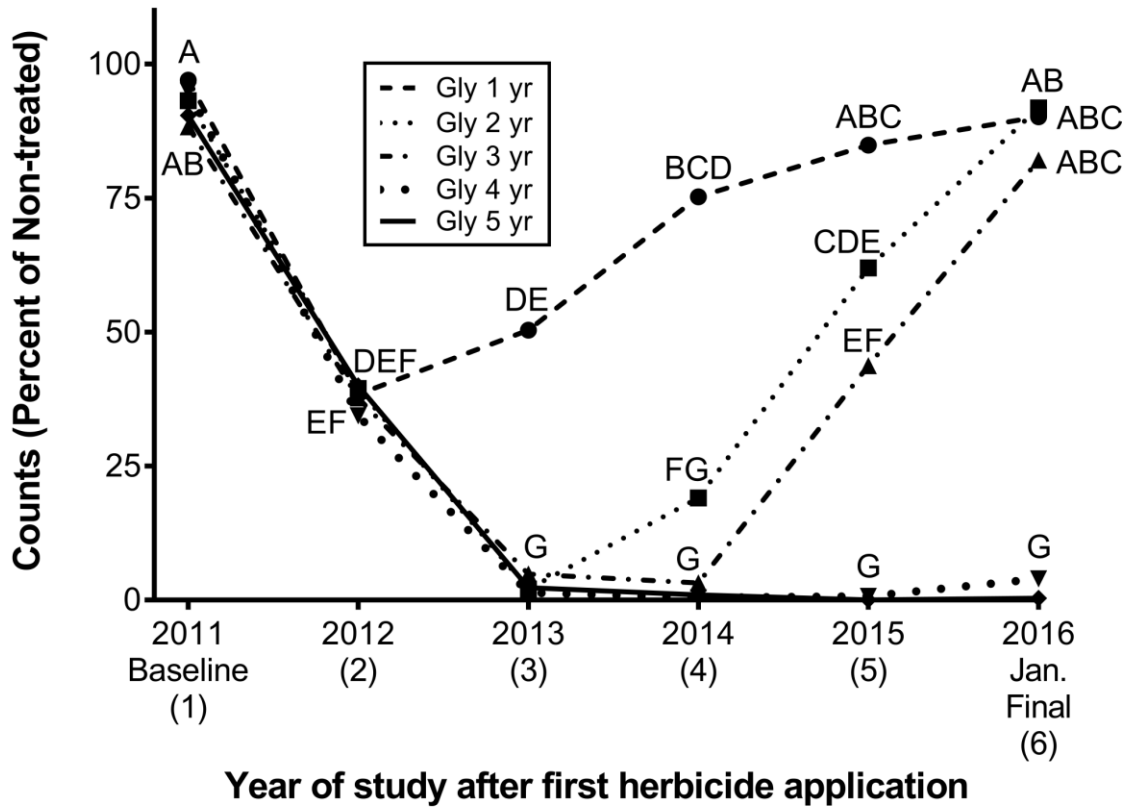 Counts (Percent of Non-treated)
100
75
50
25
0
Gly 1 yr
Gly 2 yr
Gly 3 yr
Gly 4 yr
Gly 5 yr
A
AB
DEF
EF
DE
G
BCD
FG
G
ABC
CDE
EF
G
AB
ABC
ABC
G
2011
Baseline
(1)
2012
(2)
2013
(3)
2014
(4)
2015
(5)
2016
Jan.
Final
(6)
Year of study after first herbicide application